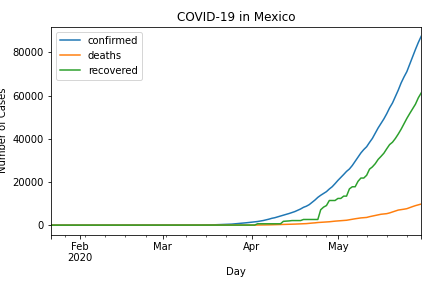 COVID-19 in Mexico
confirmed
deaths
recovered
80000
60000
40000
20000
0
Number of Cases
Feb
2020
Mar
Apr
May
Day